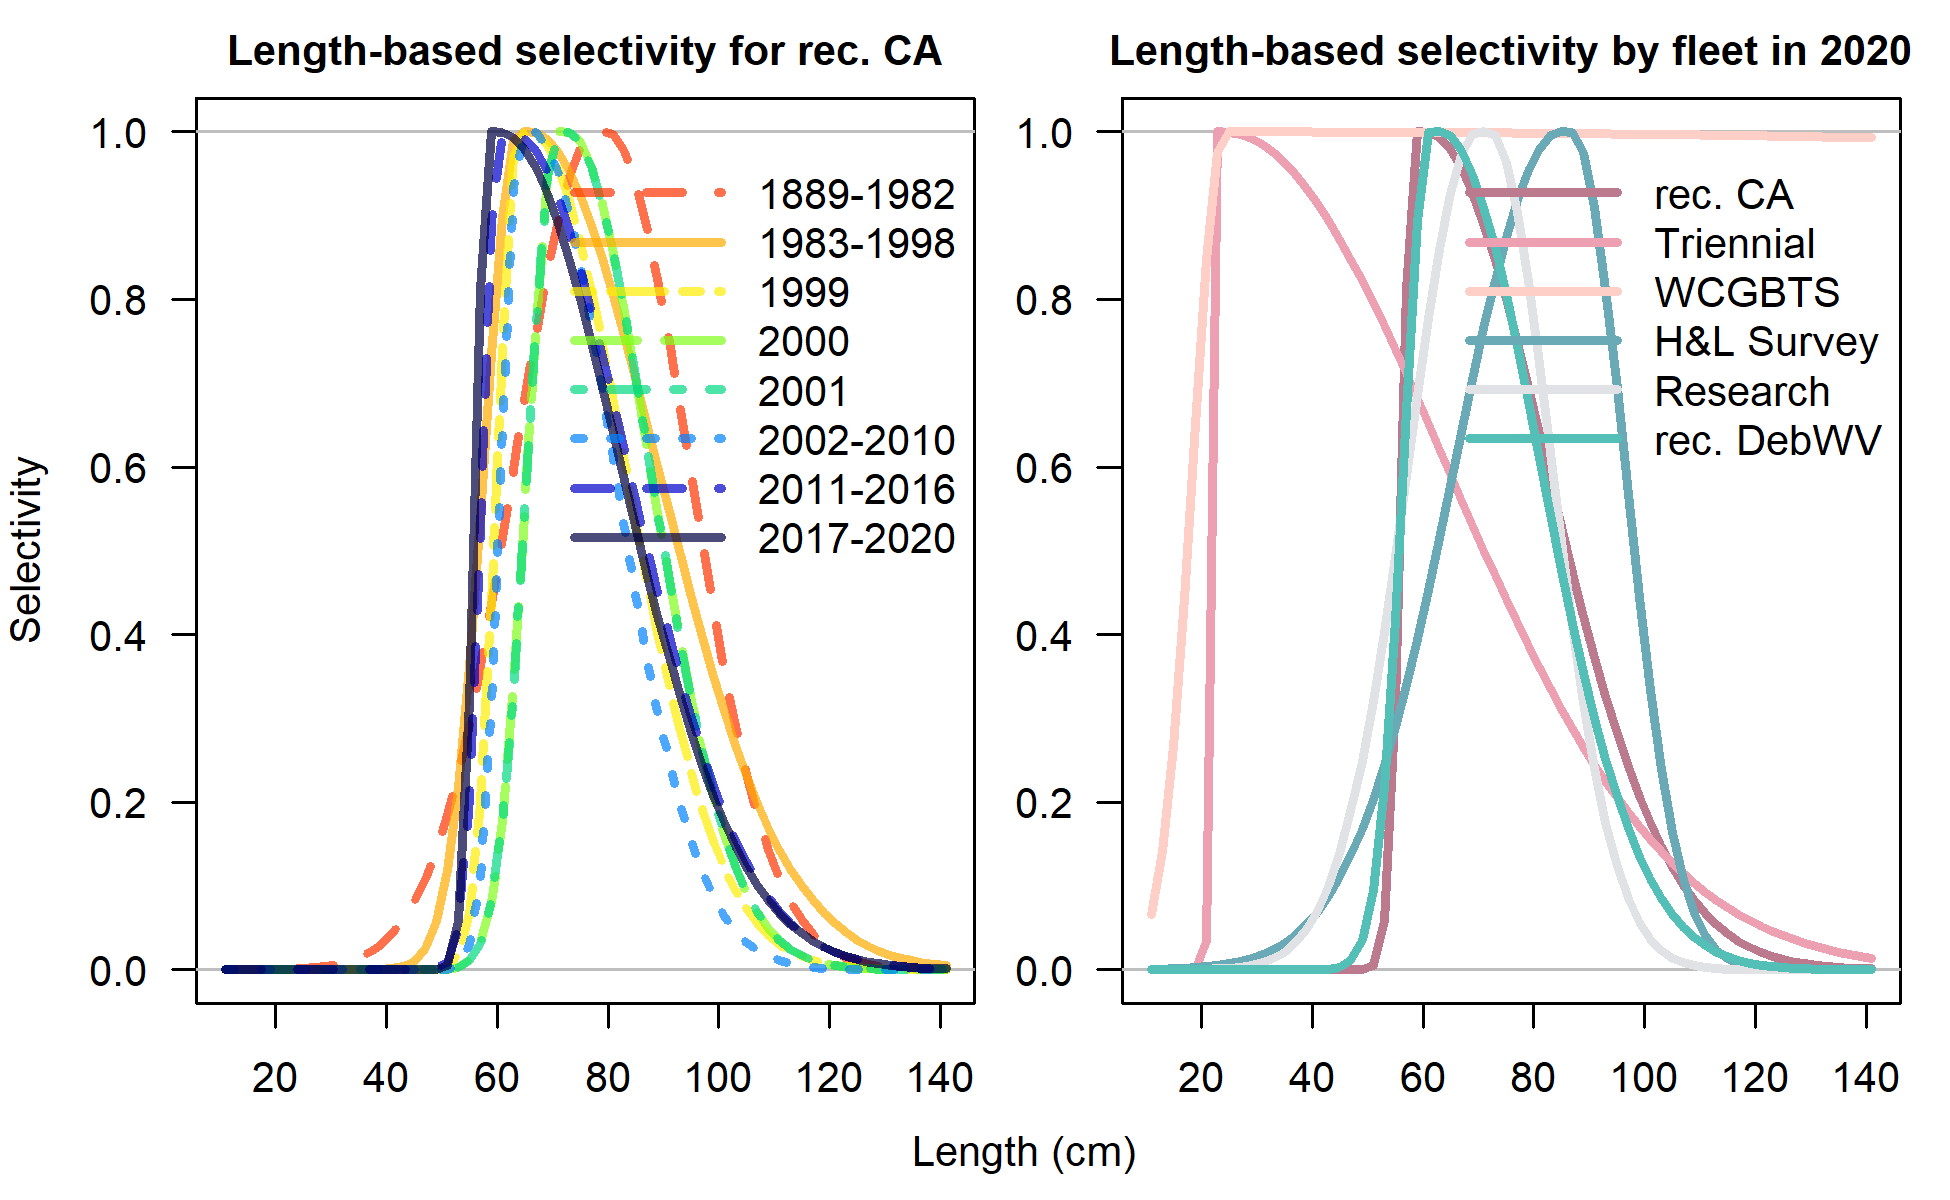 Length-based selectivity for rec. CA
1.0
0.8
0.6
0.4
0.2
0.0
20 40 60 80 100 120 140
1889-1982
1983-1998
1999
2000
2001
2002-2010
2011-2016
2017-2020
Length-based selectivity by fleet in 2020
1.0
0.8
0.6
0.4
0.2
0.0
20 40 60 80 100 120 140
rec. CA
Triennial
WCGBTS
H&L Survey
Research
rec. DebWV
Selectivity
Length (cm)